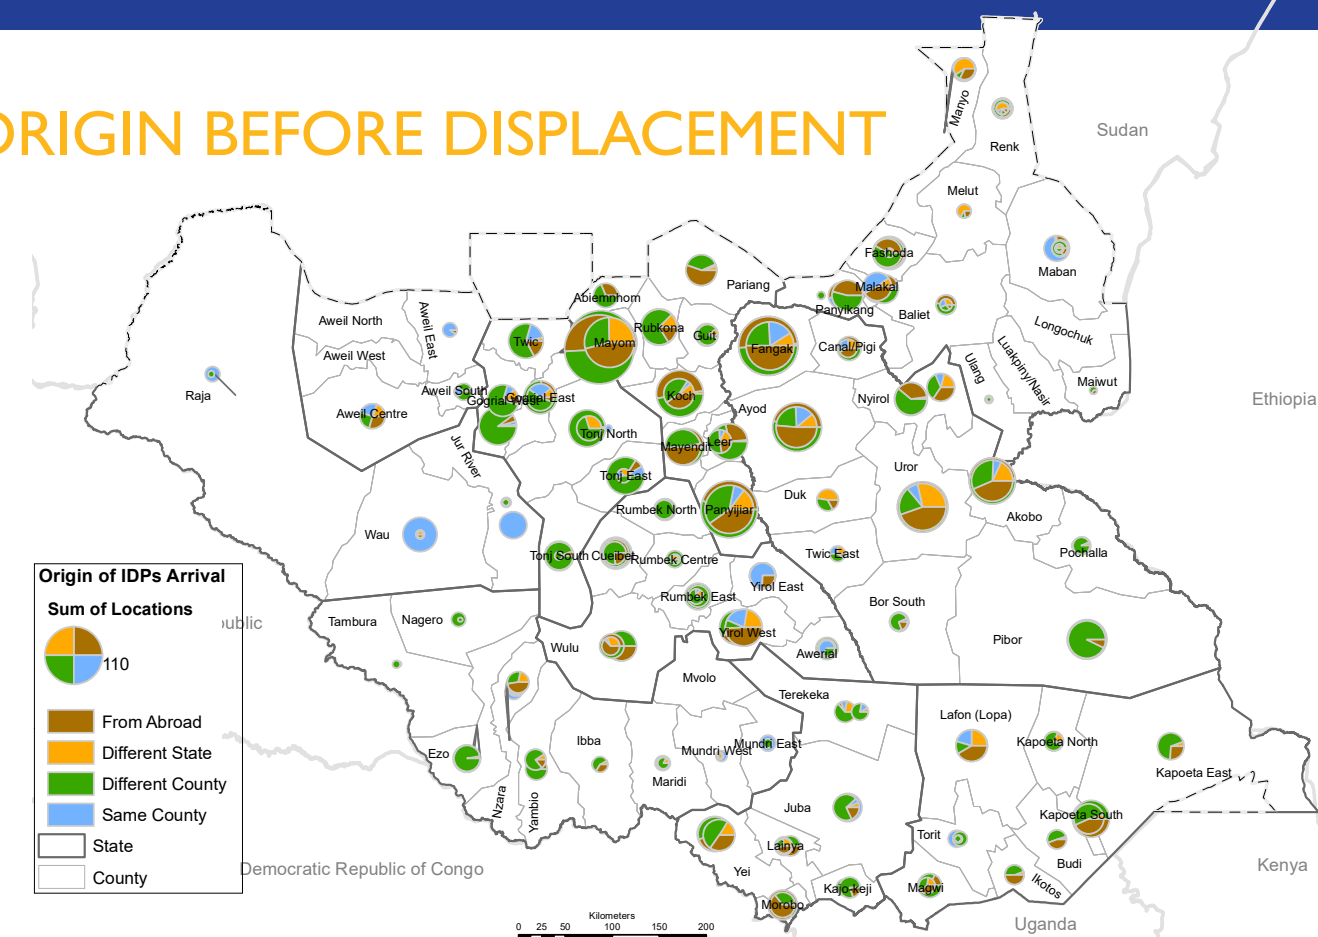 ORIGIN BEFORE DISPLACEMENT
Sudan
Manyo
Renk
Melut
Fashoda
Maban
Pariang
Malakal
Abiemnhom
Panyikang
Baliet
Longochuk
Aweil North
Aweil East
Rubkona
Guit
Twic
Mayom
Fangak
Canal/Pigi
Luakpiny/Nasir
Ulang
Aweil West
Maiwut
Ethiopia
Raja
Aweil South
Gogrial West
Gogrial East
Koch
Nyirol
Ayod
Aweil Centre
Tonj North
Mayendit
Leer
Jur River
Uror
Tonj East
Duk
Rumbek North
Panyijiar
Akobo
Wau
Pochalla
Tonj South
Cueibet
Rumbek Centre
Twic East
Yirol East
Rumbek East
Bor South
Origin of IDPs Arrival
Sum of Locations
110
From Abroad
Different State
Different County
Same County
State
County
public
Tambura
Nagero
Yirol West
Pibor
Wulu
Awerial
Mvolo
Terekeka
Lafon (Lopa)
Ibba
Mundri West
Mundri East
Kapoeta North
Ezo
Maridi
Kapoeta East
Nzara
Yambio
Juba
Kapoeta South
Torit
Lainya
Budi
Yei
Kenya
Democratic Republic of Congo
Kajo-keji
Magwi
Ikotos
Morobo
Uganda
Kilometers
0 25 50 100 150 200